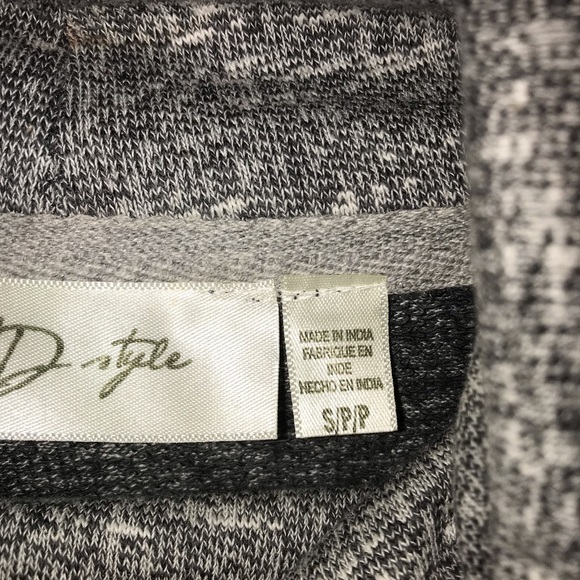 D style
MADE IN INDIA
FABRIQUE EN
INDE
HECHO EN INDIA
S/P/P